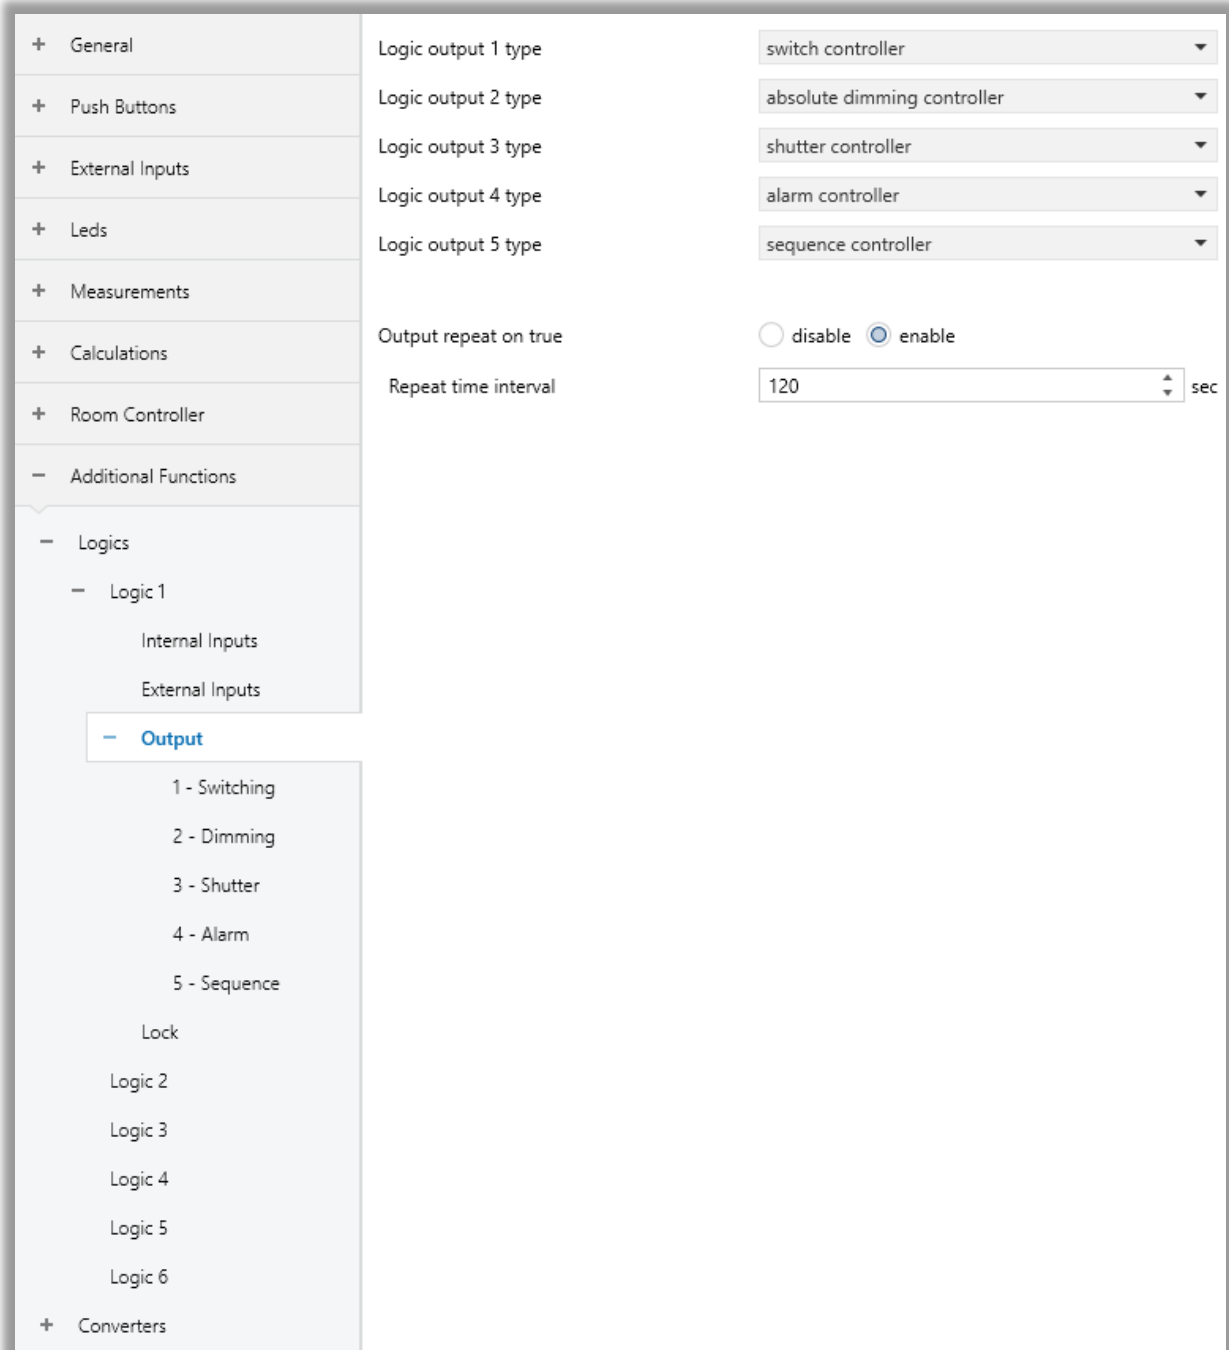 General
Push Buttons
External Inputs
Leds
Measurements
Calculations
Room Controller
Additional Functions
Logics
Logic 1
Internal Inputs
External Inputs
Output
1 - Switching
2 - Dimming
3 - Shutter
4 - Alarm
5 - Sequence
Lock
Logic 2
Logic 3
Logic 4
Logic 5
Logic 6
Converters
Logic output 1 type switch controller
Logic output 2 type absolute dimming controller
Logic output 3 type shutter controller
Logic output 4 type alarm controller
Logic output 5 type sequence controller
Output repeat on true disable enable
Repeat time interval 120 sec